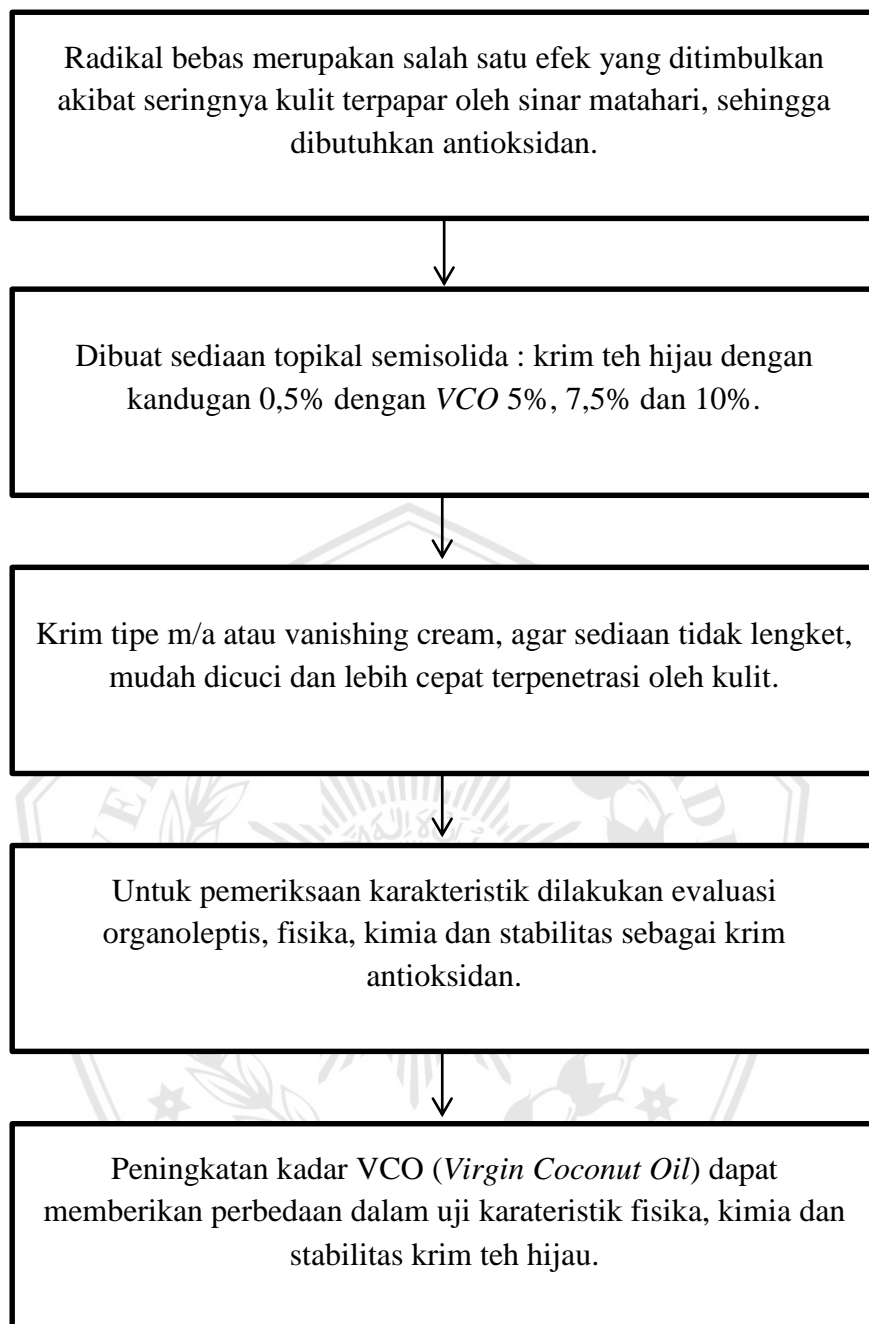 Radikal bebas merupakan salah satu efek yang ditimbulkan
akibat seringnya kulit terpapar oleh sinar matahari, sehingga
dibutuhkan antioksidan.
Dibuat sediaan topikal semisolida : krim teh hijau dengan
kandugan 0,5% dengan VCO 5%, 7,5% dan 10%.
Krim tipe m/a atau vanishing cream, agar sediaan tidak lengket,
mudah dicuci dan lebih cepat terpenetrasi oleh kulit.
Untuk pemeriksaan karakteristik dilakukan evaluasi
organoleptis, fisika, kimia dan stabilitas sebagai krim
antioksidan.
Peningkatan kadar VCO (Virgin Coconut Oil) dapat
memberikan perbedaan dalam uji karateristik fisika, kimia dan
stabilitas krim teh hijau.